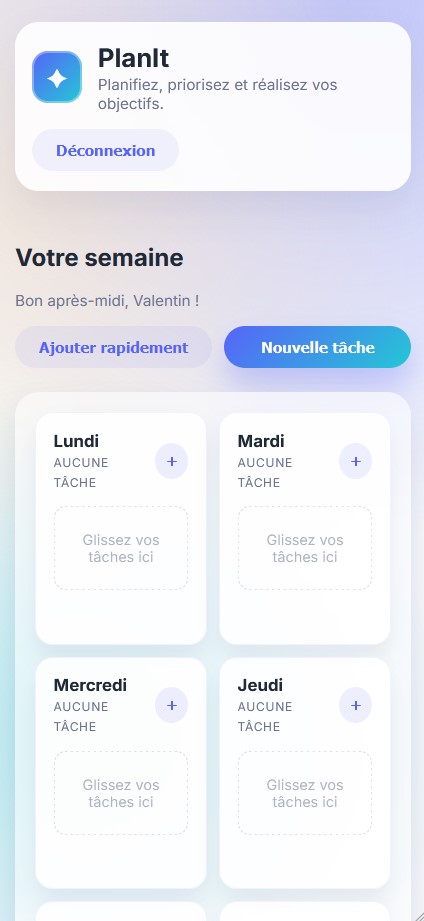 PlanIt
Planifiez, priorisez et réalisez vos
objectifs.
Déconnexion
Votre semaine
Bon après-midi, Valentin !
Ajouter rapidement
Nouvelle tâche
Lundi
AUCUNE
TÂCHE
+
Glissez vos
tâches ici
Mardi
AUCUNE
TÂCHE
+
Glissez vos
tâches ici
Mercredi
AUCUNE
TÂCHE
+
Glissez vos
tâches ici
Jeudi
AUCUNE
TÂCHE
+
Glissez vos
tâches ici